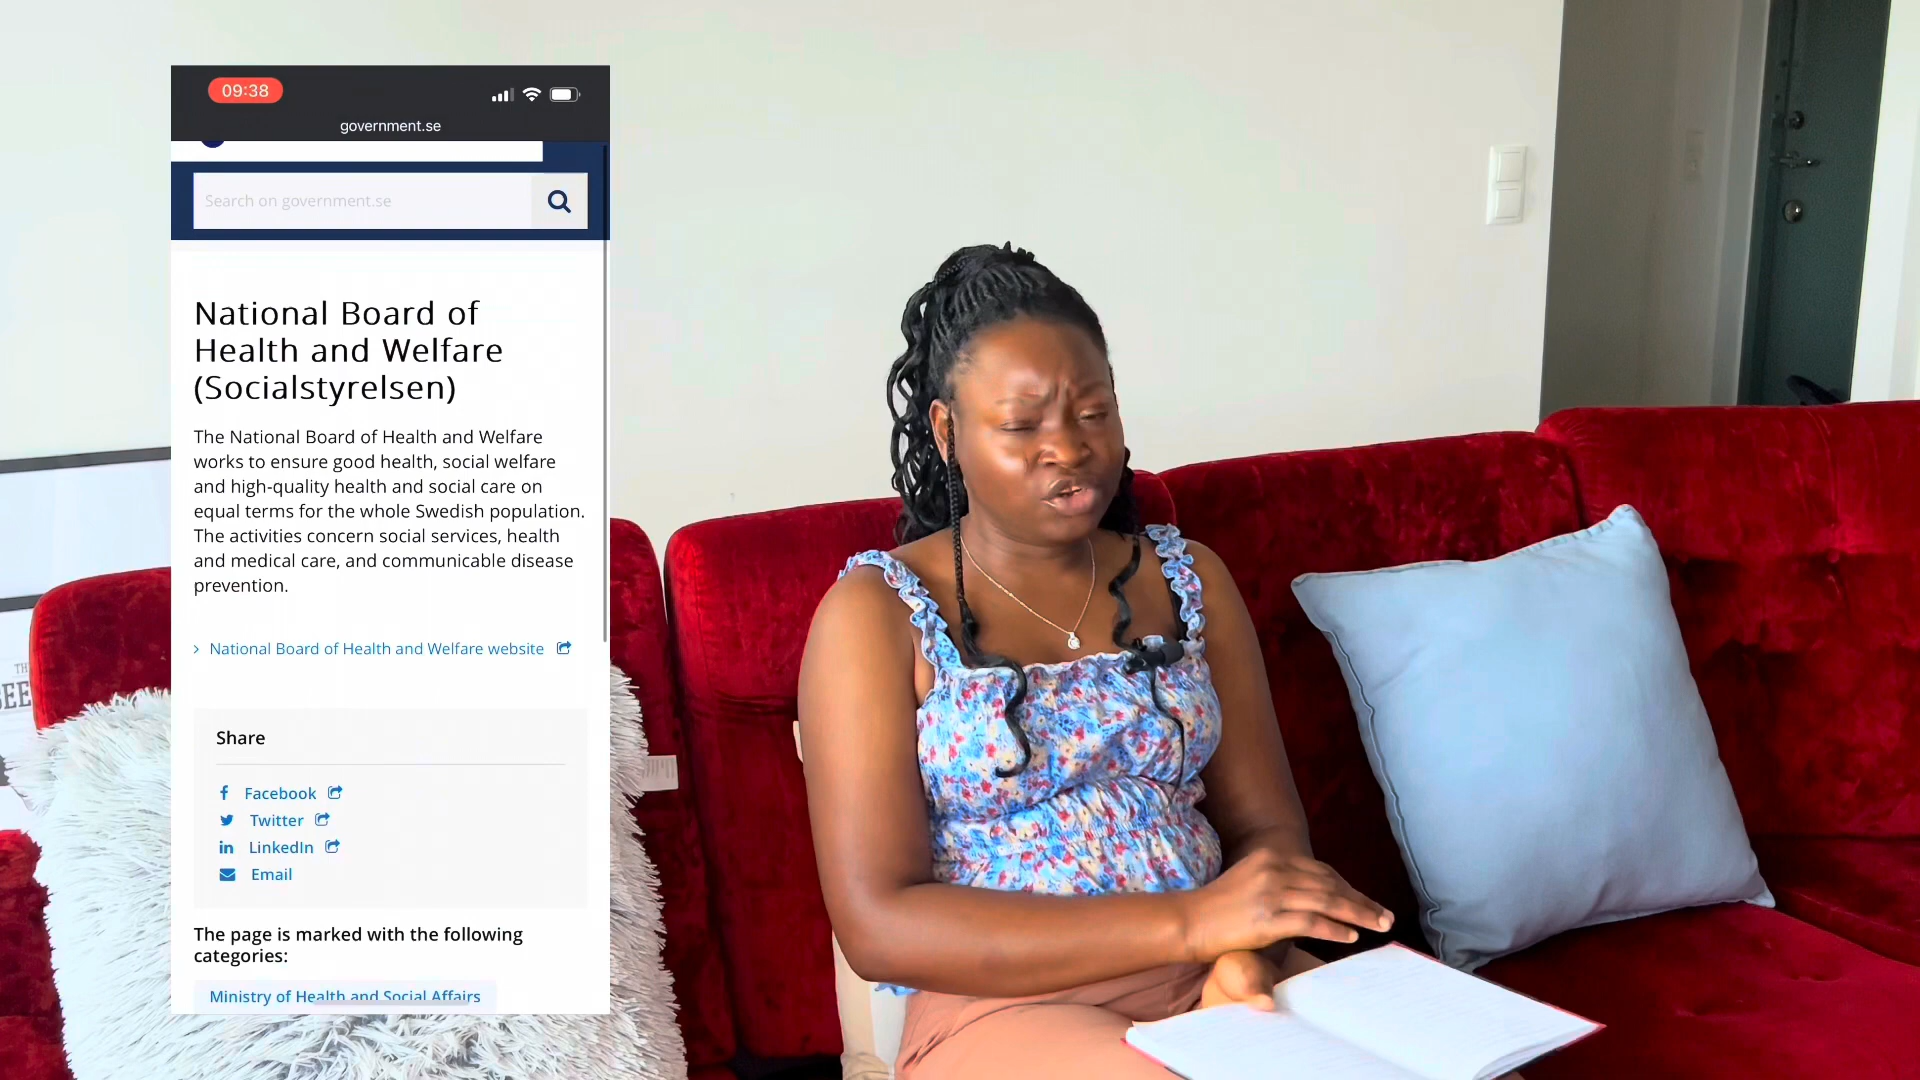 09:38
government.se
Search on government.se
National Board of
Health and Welfare
(Socialstyrelsen)
The National Board of Health and Welfare
works to ensure good health, social welfare
and high-quality health and social care on
equal terms for the whole Swedish population.
The activities concern social services, health
and medical care, and communicable disease
prevention.
National Board of Health and Welfare website
Share
Facebook
Twitter
LinkedIn
Email
The page is marked with the following
categories:
Ministry of Health and Social Affairs